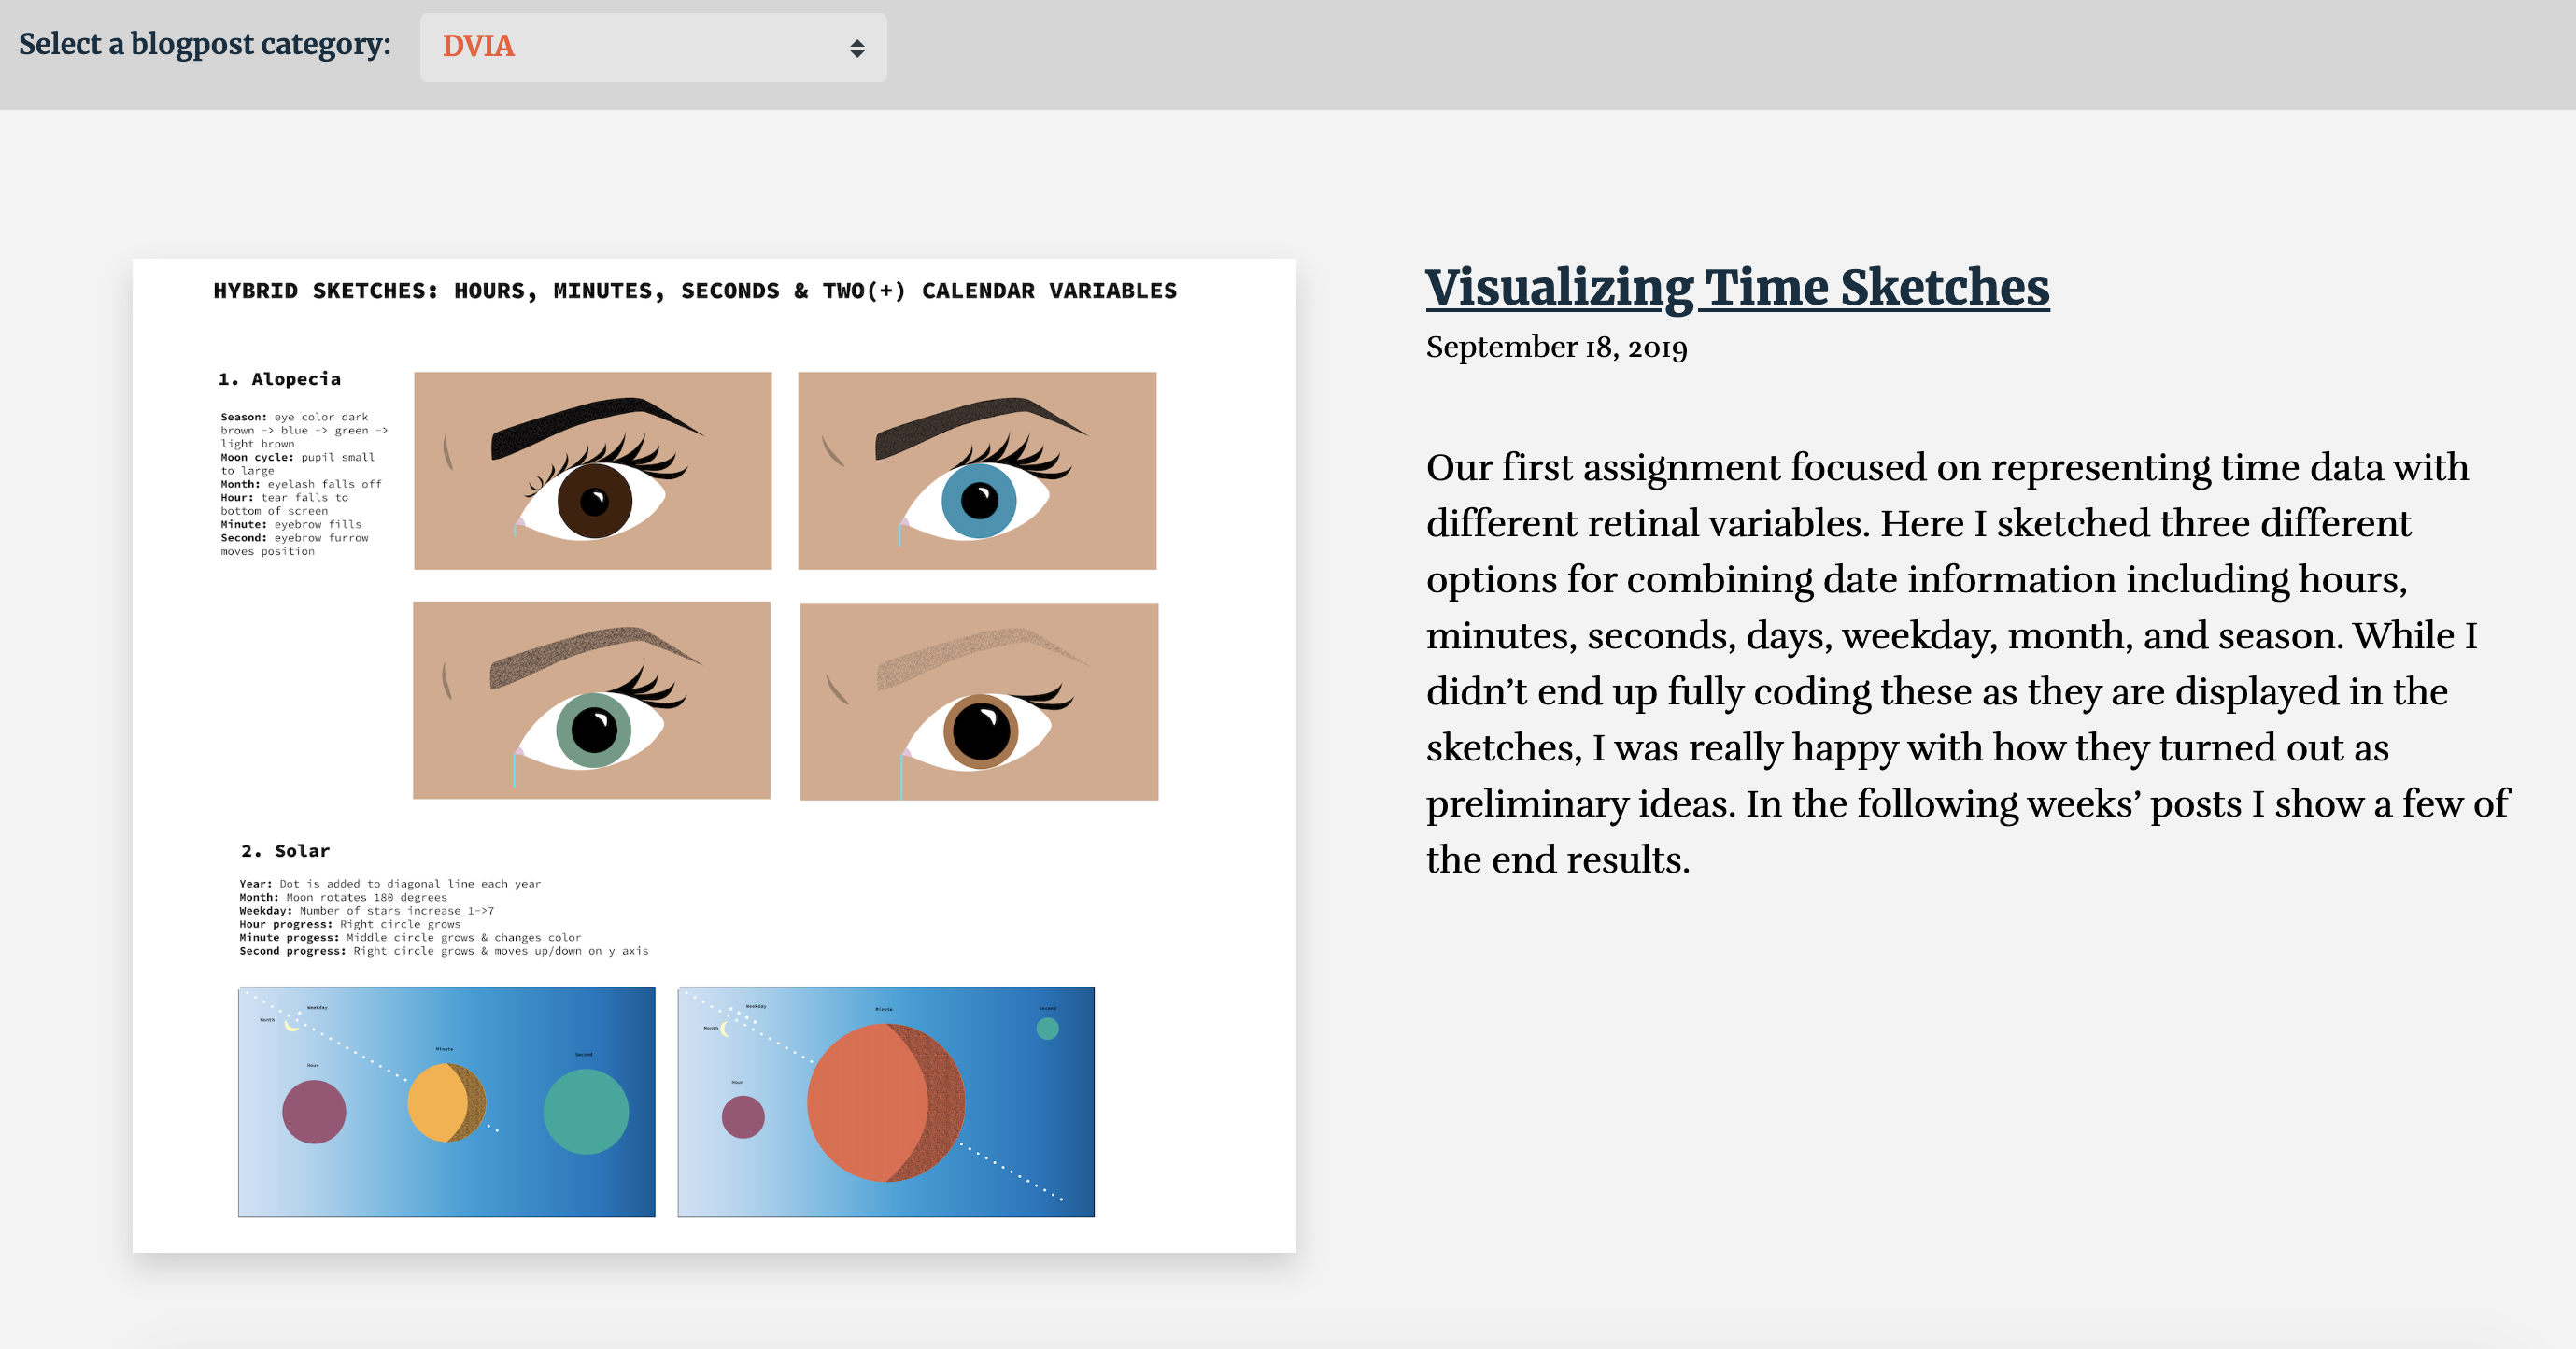 Select a blogpost category:
DVIA
HYBRID SKETCHES: HOURS, MINUTES, SECONDS & TWO(+) CALENDAR VARIABLES
1. Alopecia
Season: eye color dark
brown -> blue -> green ->
light brown
Moon cycle: pupil small
to large
Month: eyelash falls off
Hour: tear falls to
bottom of screen
Minute: eyebrow fills
Second: eyebrow furrow
moves position
2. Solar
Year: Dot is added to diagonal line each year
Month: Moon rotates 180 degrees
Weekday: Number of stars increase 1->7
Hour progress: Right circle grows
Minute progess: Middle circle grows & changes color
Second progress: Right circle grows & moves up/down on y axis
Weekday
Month
Minute
Second
Hour
Weekday
Minute
Second
Month
Hour
Visualizing Time Sketches
September 18, 2019
Our first assignment focused on representing time data with
different retinal variables. Here I sketched three different
options for combining date information including hours,
minutes, seconds, days, weekday, month, and season. While I
didn’t end up fully coding these as they are displayed in the
sketches, I was really happy with how they turned out as
preliminary ideas. In the following weeks’ posts I show a few of
the end results.